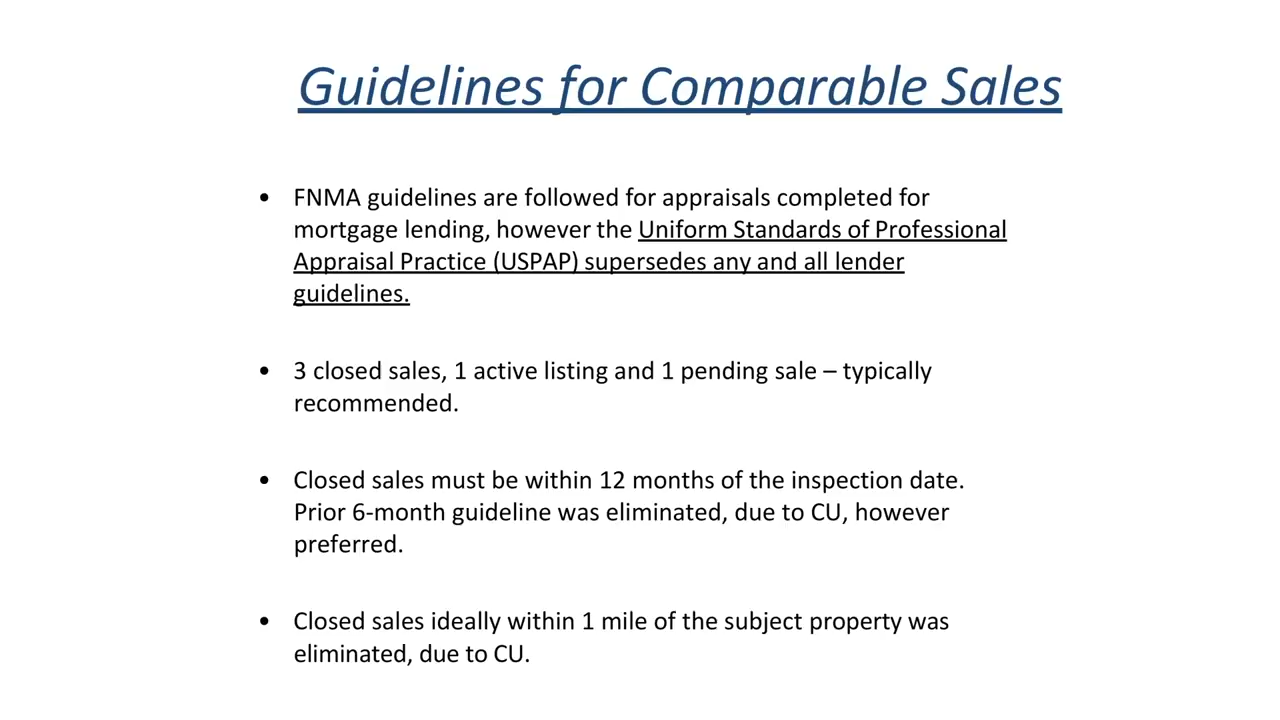 Guidelines for Comparable Sales
• FNMA guidelines are followed for appraisals completed for
mortgage lending, however the Uniform Standards of Professional
Appraisal Practice (USPAP) supersedes any and all lender
guidelines.
• 3 closed sales, 1 active listing and 1 pending sale – typically
recommended.
• Closed sales must be within 12 months of the inspection date.
Prior 6-month guideline was eliminated, due to CU, however
preferred.
• Closed sales ideally within 1 mile of the subject property was
eliminated, due to CU.